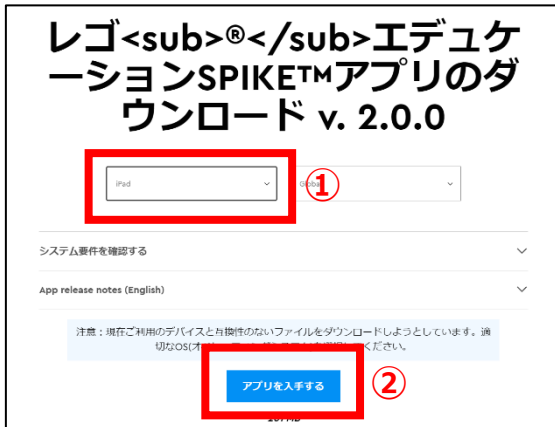 レゴ<sub>®</sub>エデュケ
ーションSPIKE™アプリのダ
ウンロード v. 2.0.0
iPad
①
システム要件を確認する
App release notes (English)
注意：現在ご利用のデバイスと互換性のないファイルをダウンロードしようとしています。適
切なOS(オ
ください。
アプリを入手する
②